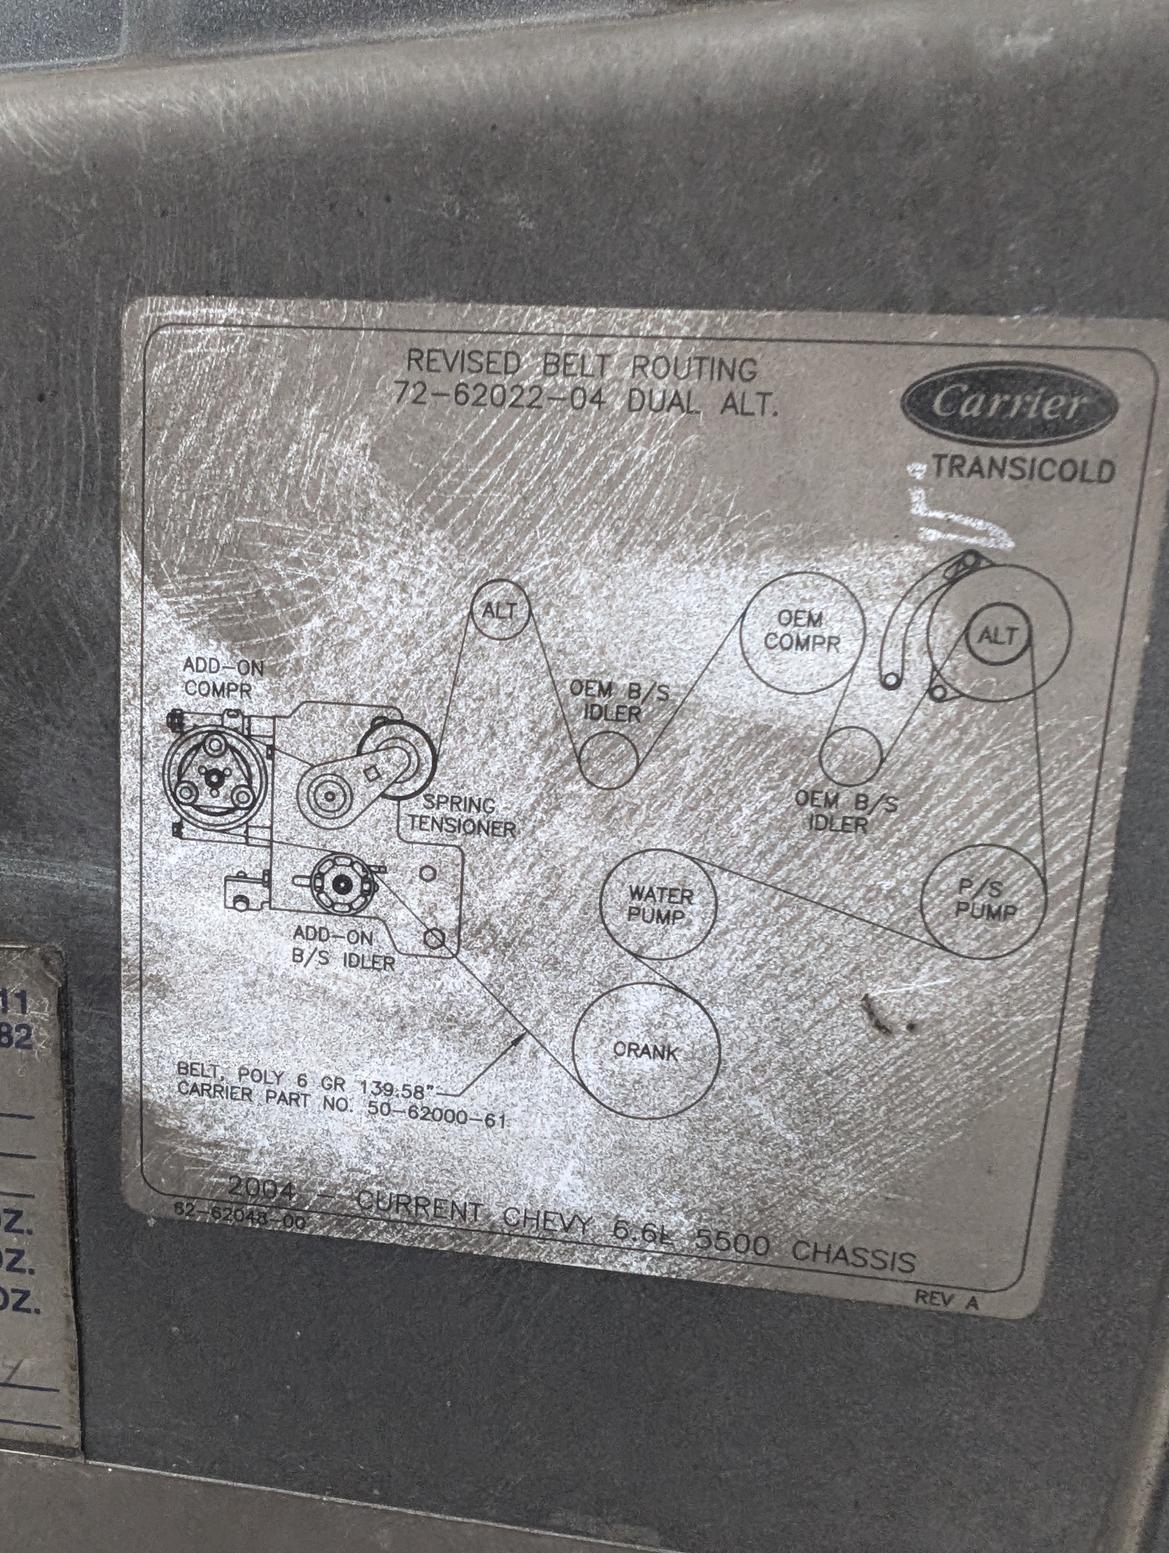 REVISED BELT ROUTING
72-62022-04 DUAL ALT.
Carrier
TRANSICOLD
ALT
OEM
COMPR
ALT
ADD-ON
COMPR
OEM B/S
IDLER
SPRING
TENSIONER
OEM B/S
IDLER
WATER
PUMP
P/S
PUMP
ADD-ON
B/S IDLER
CRANK
BELT, POLY 6 GR 139.58"
CARRIER PART NO. 50-62000-61
2004 - CURRENT CHEVY 6.6L 5500 CHASSIS
62-62048-00
REV A
11
82
OZ.
OZ.
OZ.